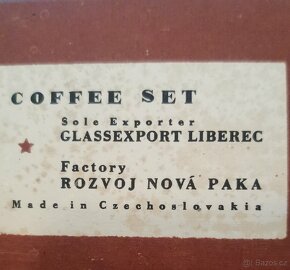 COFFEE SET
Sole Exporter
GLASSEXPORT LIBEREC
Factory
ROZVOJ NOVÁ PAKA
Made in Czechoslovakia